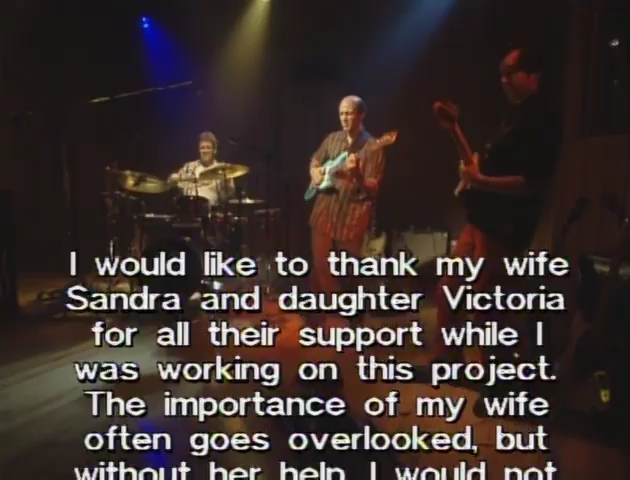 I would like to thank my wife
Sandra and daughter Victoria
for all their support while I
was working on this project.
The importance of my wife
often goes overlooked, but
without her help, I would not